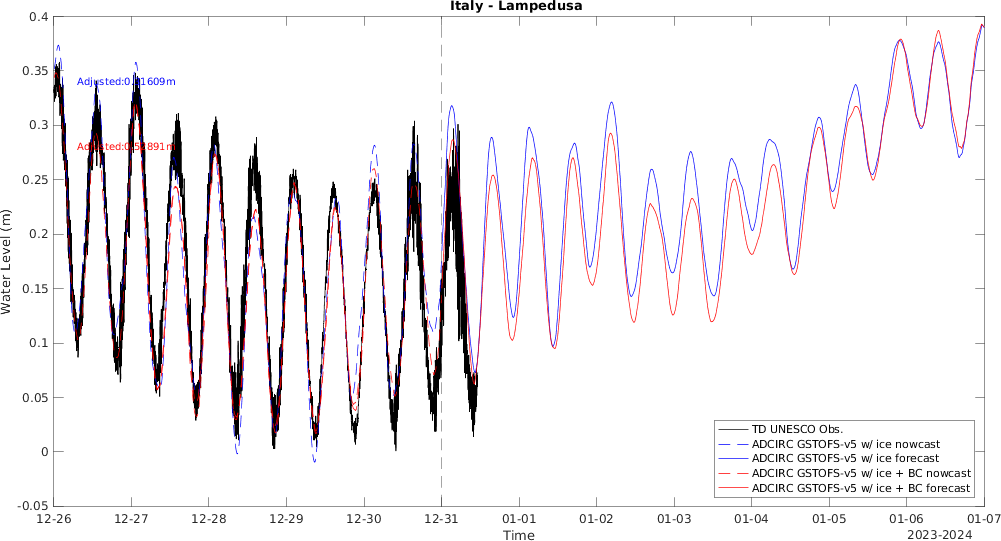 Italy - Lampedusa
Water Level (m)
0.4
0.35
0.3
0.25
0.2
0.15
0.1
0.05
0
-0.05
12-26 12-27 12-28 12-29 12-30 12-31 01-01 01-02 01-03 01-04 01-05 01-06 01-07
Time
2023-2024
TD UNESCO Obs.
ADCIRC GSTOFS-v5 w/ ice nowcast
ADCIRC GSTOFS-v5 w/ ice forecast
ADCIRC GSTOFS-v5 w/ ice + BC nowcast
ADCIRC GSTOFS-v5 w/ ice + BC forecast